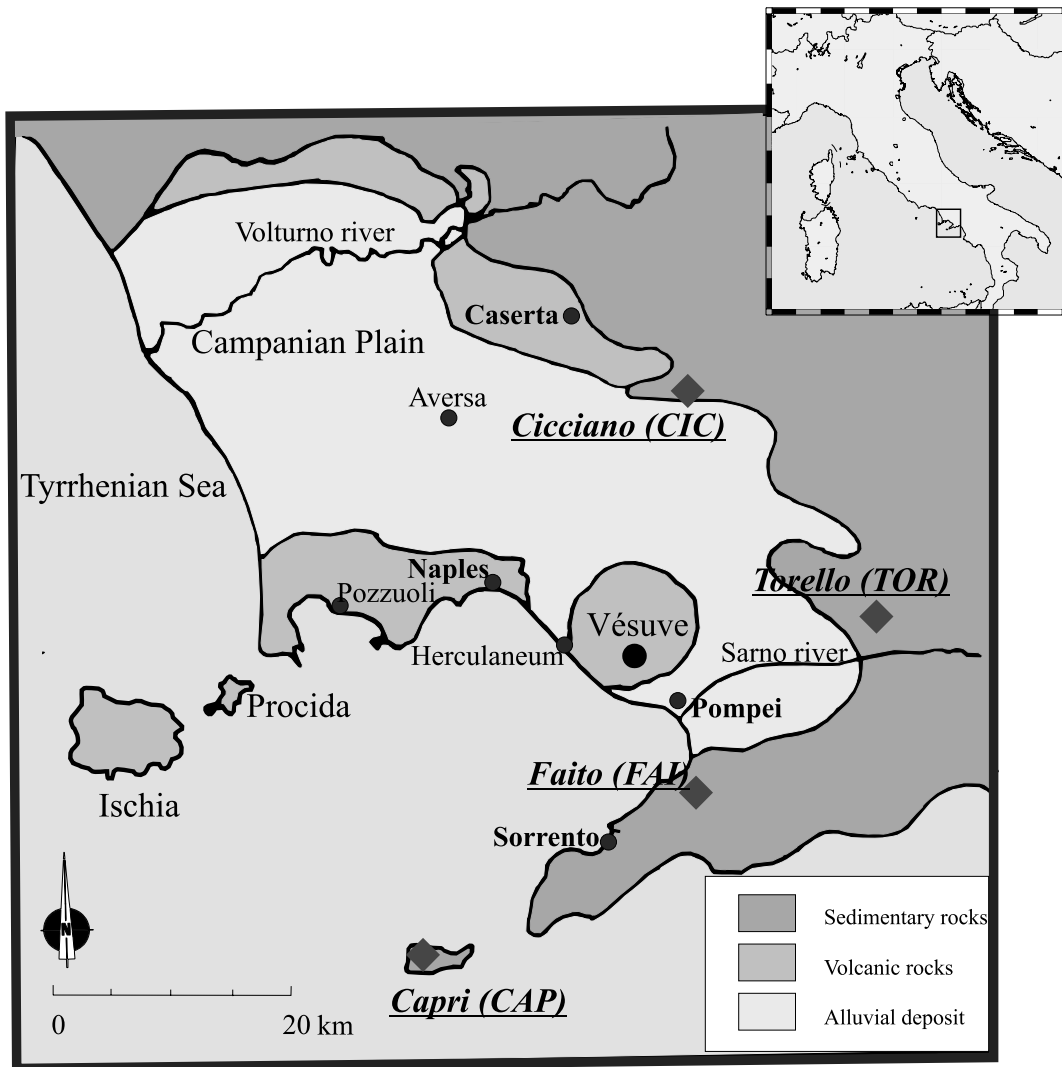 Volturno river
Caserta
Campanian Plain
Aversa
Cicciano (CIC)
Tyrrhenian Sea
Naples
Torello (TOR)
Pozzuoli
Vésuve
Herculaneum
Sarno river
Procida
Pompei
Faito (FAI)
Ischia
Sorrento
N
Capri (CAP)
0 20 km
Sedimentary rocks
Volcanic rocks
Alluvial deposit